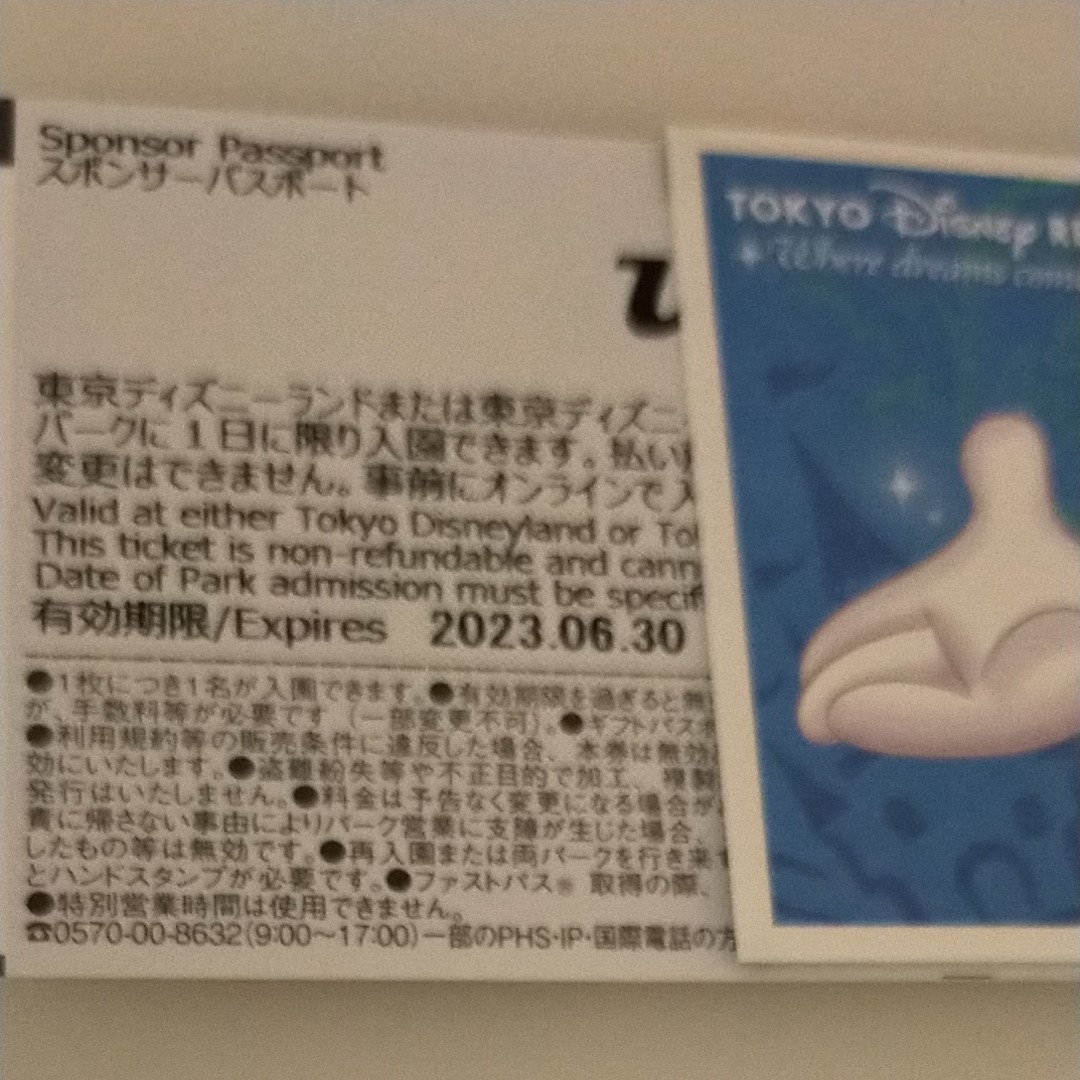 Sponsor Passport
スポンサーパスポート
TOKYO Disney
Where dreams com
東京ディズニーランドまたは東京ディズニ
パークに1日に限り入園できます。払い
変更はできません。事前にオンラインで入
Valid at either Tokyo Disneyland or To
This ticket is non-refundable and cann
Date of Park admission must be specif
有効期限/Expires 2023.06.30
●1枚につき1名が入園できます。●有効期限を過ぎると無
が、手数料等が必要です(一部変更不可)。●ギフトパスポ
●利用規約等の販売条件に違反した場合、本券は無効
効にいたします。●盗難紛失等や不正目的で加工、複製
発行はいたしません。●料金は予告なく変更になる場合が
責に帰さない事由によりパーク営業に支障が生じた場合、
したもの等は無効です。●再入園または両パークを行き来す
とハンドスタンプが必要です。●ファストパス® 取得の際、
●特別営業時間は使用できません。
☎0570-00-8632(9:00〜17:00)一部のPHS・IP・国際電話の方